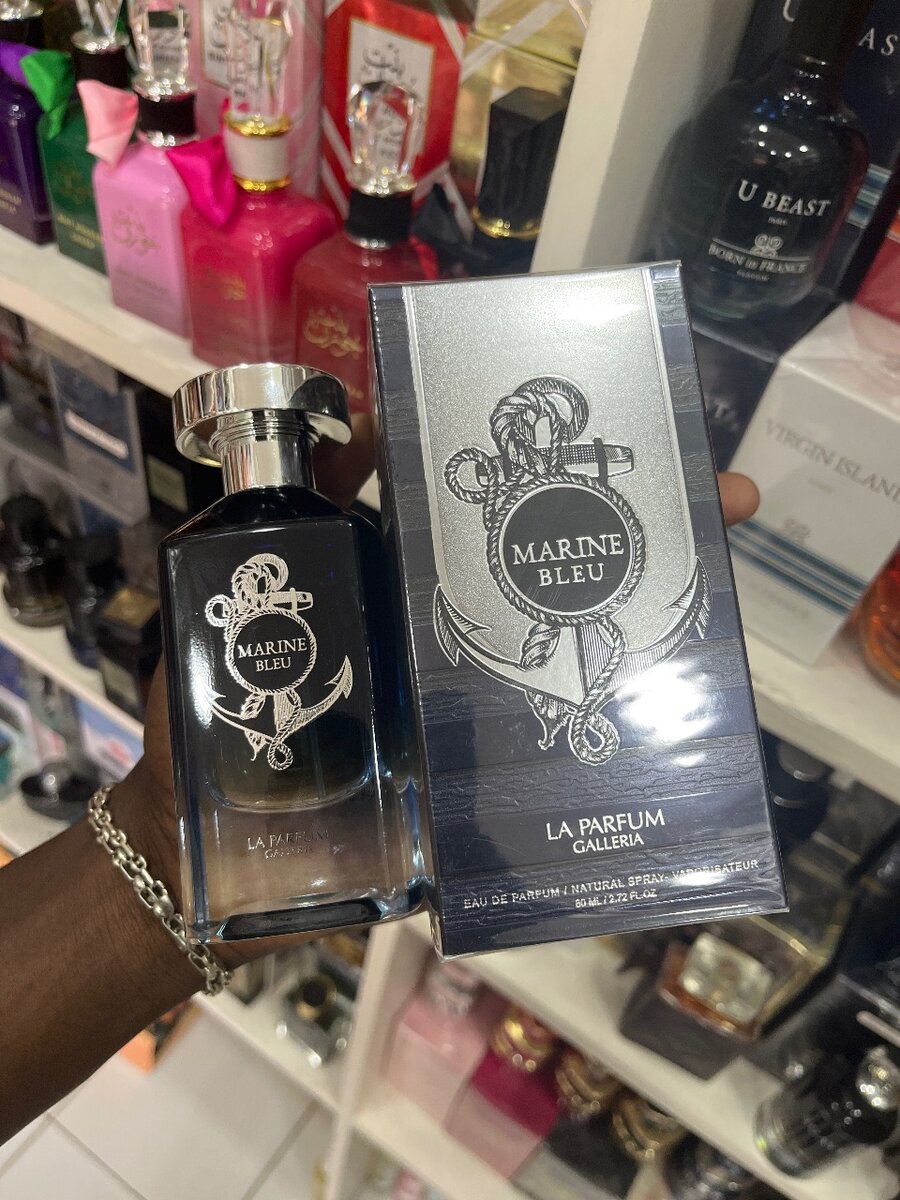 U BEAST
PARIS
BORN in FRANCE
VIRGIN ISLAND
MARINE
BLEU
LA PARFUM
GALLERIA
EAU DE PARFUM / NATURAL SPRAY- VAPORISATEUR
80 ML / 2.72 FL.OZ
MARINE
BLEU
LA PARFUM
GALLERIA